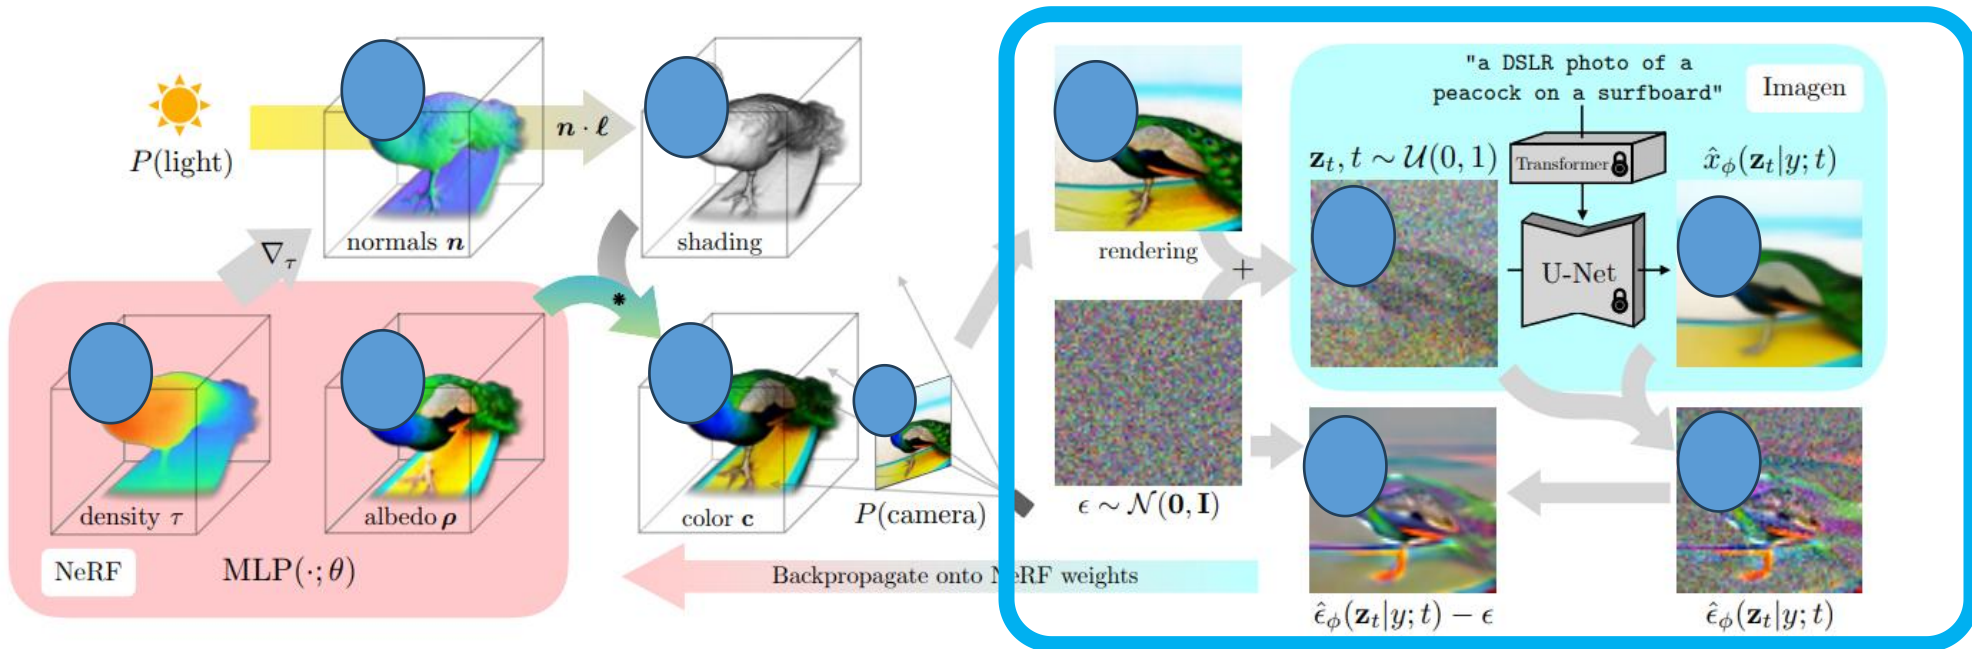 P(light)
n · ℓ
∇τ
normals n
shading
density τ
albedo ρ
NeRF
MLP(·; θ)
*
color c
P(camera)
Backpropagate onto NeRF weights
rendering
+
ϵ ∼ 𝒩(0, I)
"a DSLR photo of a
peacock on a surfboard"
Imagen
z_t, t ∼ 𝒰(0, 1)
Transformer
x̂_ϕ(z_t|y; t)
U-Net
ϵ̂_ϕ(z_t|y; t) − ϵ
ϵ̂_ϕ(z_t|y; t)